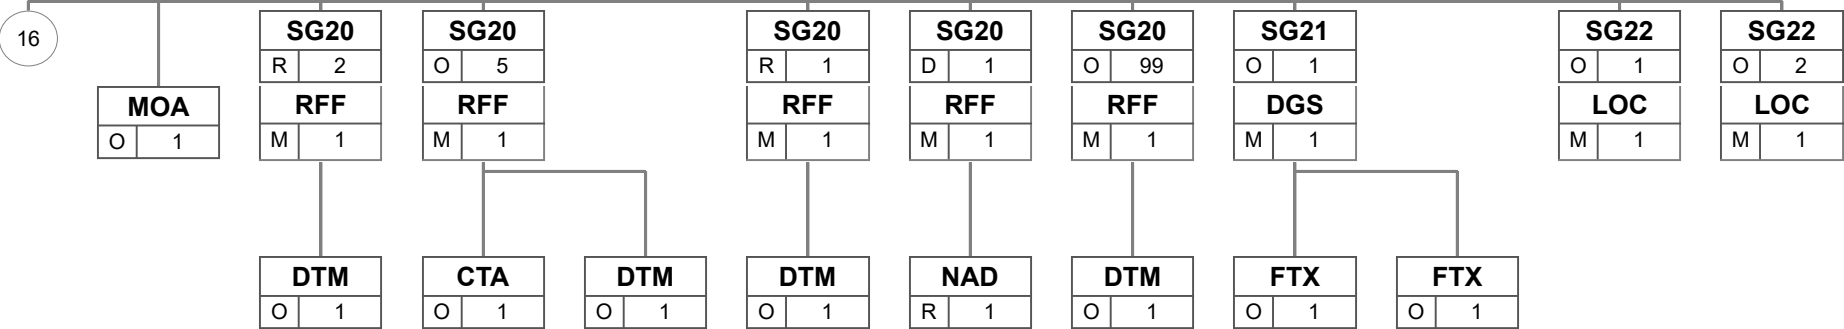 16
SG20 SG20 SG20 SG20 SG20 SG21 SG22 SG22
R 2 O 5 R 1 D 1 O 99 O 1 O 1 O 2
MOA RFF RFF RFF RFF RFF DGS LOC LOC
O 1 M 1 M 1 M 1 M 1 M 1 M 1 M 1 M 1
DTM CTA DTM DTM NAD DTM FTX FTX
O 1 O 1 O 1 O 1 R 1 O 1 O 1 O 1